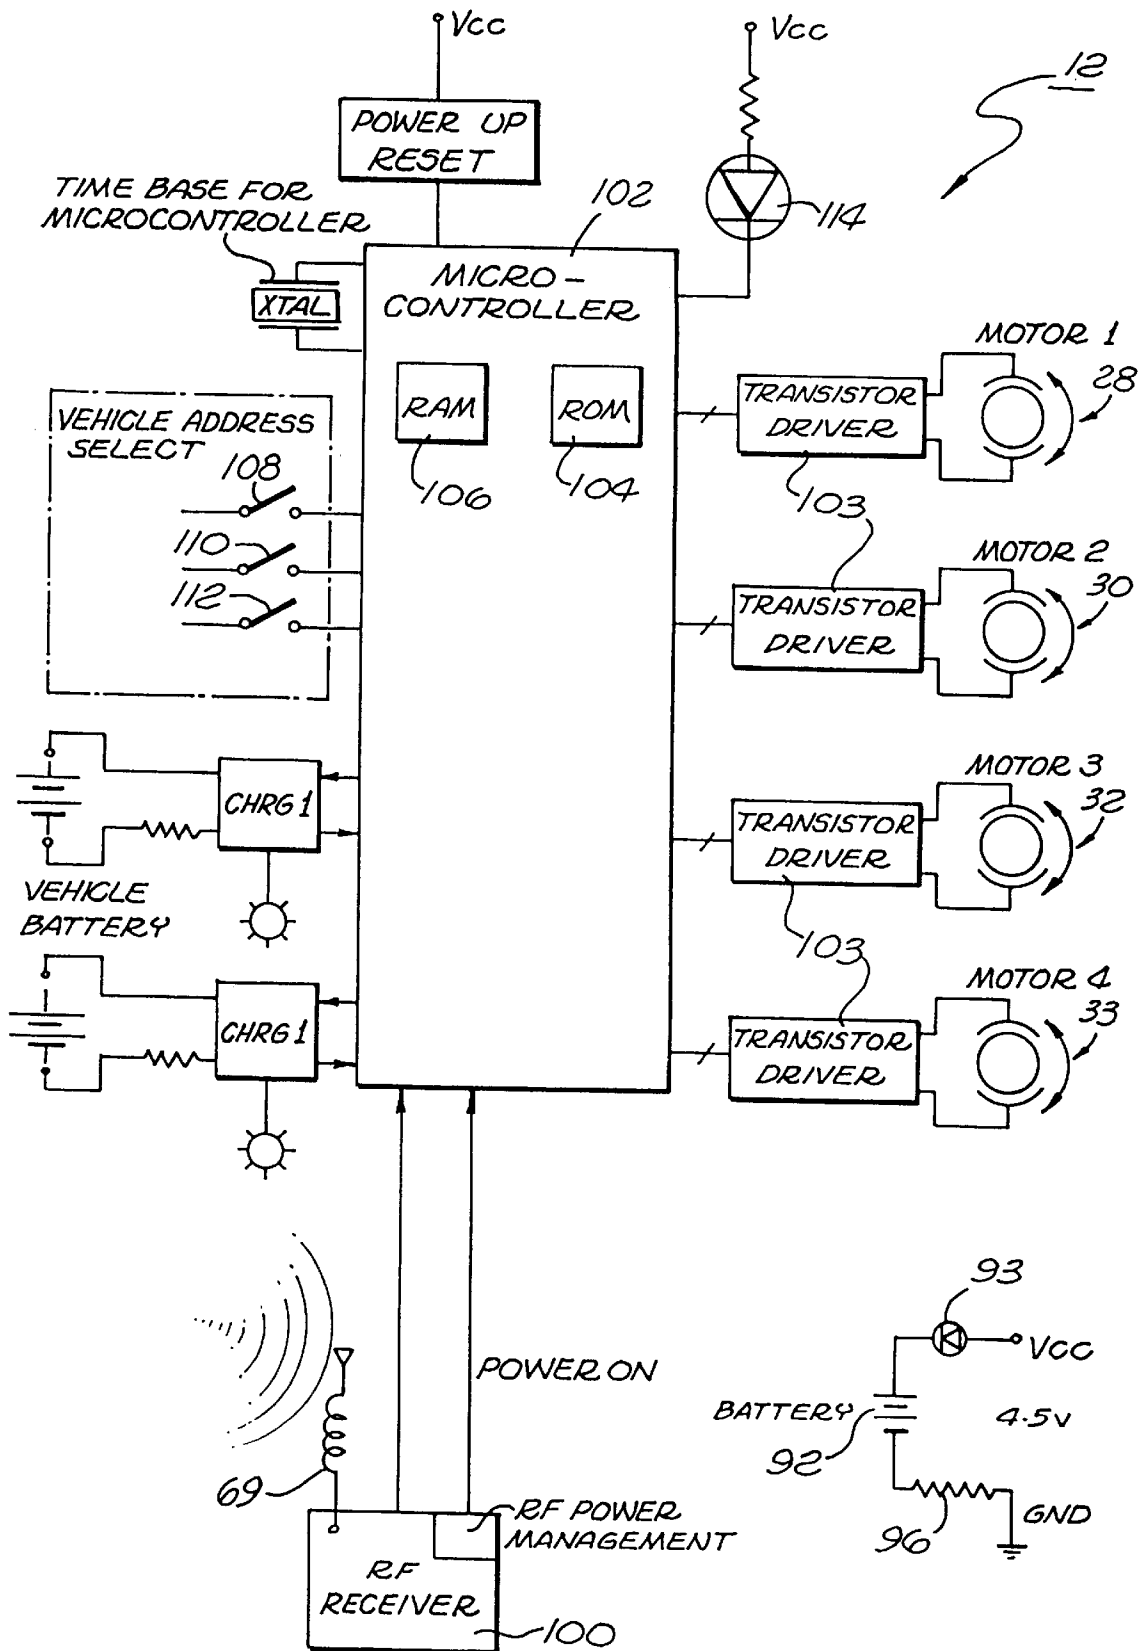 Vcc
Vcc
12
POWER UP
RESET
TIME BASE FOR
MICROCONTROLLER
102
114
XTAL
MICRO-
CONTROLLER
MOTOR 1
28
RAM
ROM
TRANSISTOR
DRIVER
VEHICLE ADDRESS
SELECT
106
104
103
108
110
112
MOTOR 2
30
TRANSISTOR
DRIVER
MOTOR 3
32
CHRG 1
TRANSISTOR
DRIVER
VEHICLE
BATTERY
103
MOTOR 4
33
CHRG 1
TRANSISTOR
DRIVER
93
VCC
POWER ON
BATTERY
4.5v
92
69
RF POWER
MANAGEMENT
GND
96
RF
RECEIVER
100